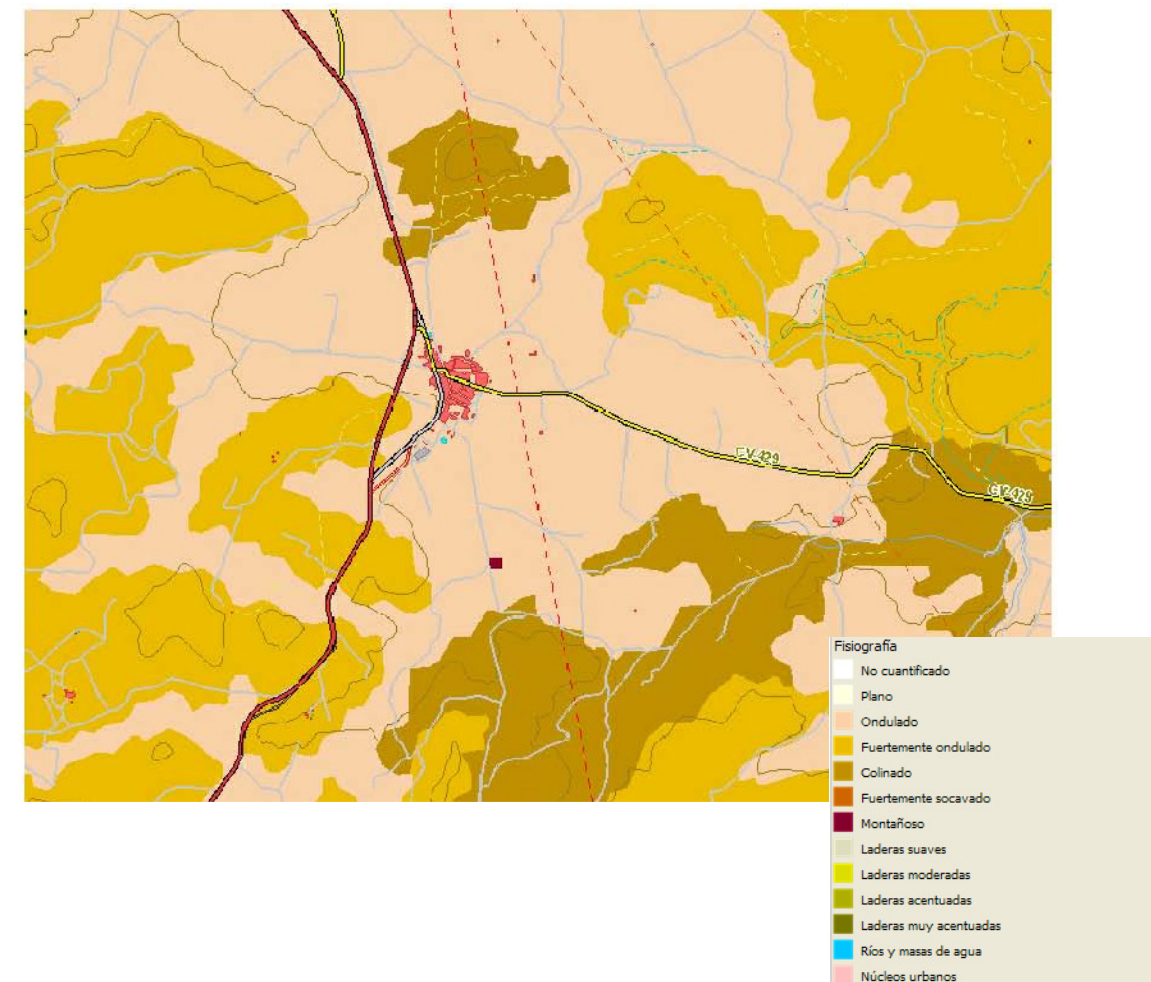 CV-429
CV-429
Fisiografía
No cuantificado
Plano
Ondulado
Fuertemente ondulado
Colinado
Fuertemente socavado
Montañoso
Laderas suaves
Laderas moderadas
Laderas acentuadas
Laderas muy acentuadas
Ríos y masas de agua
Núcleos urbanos